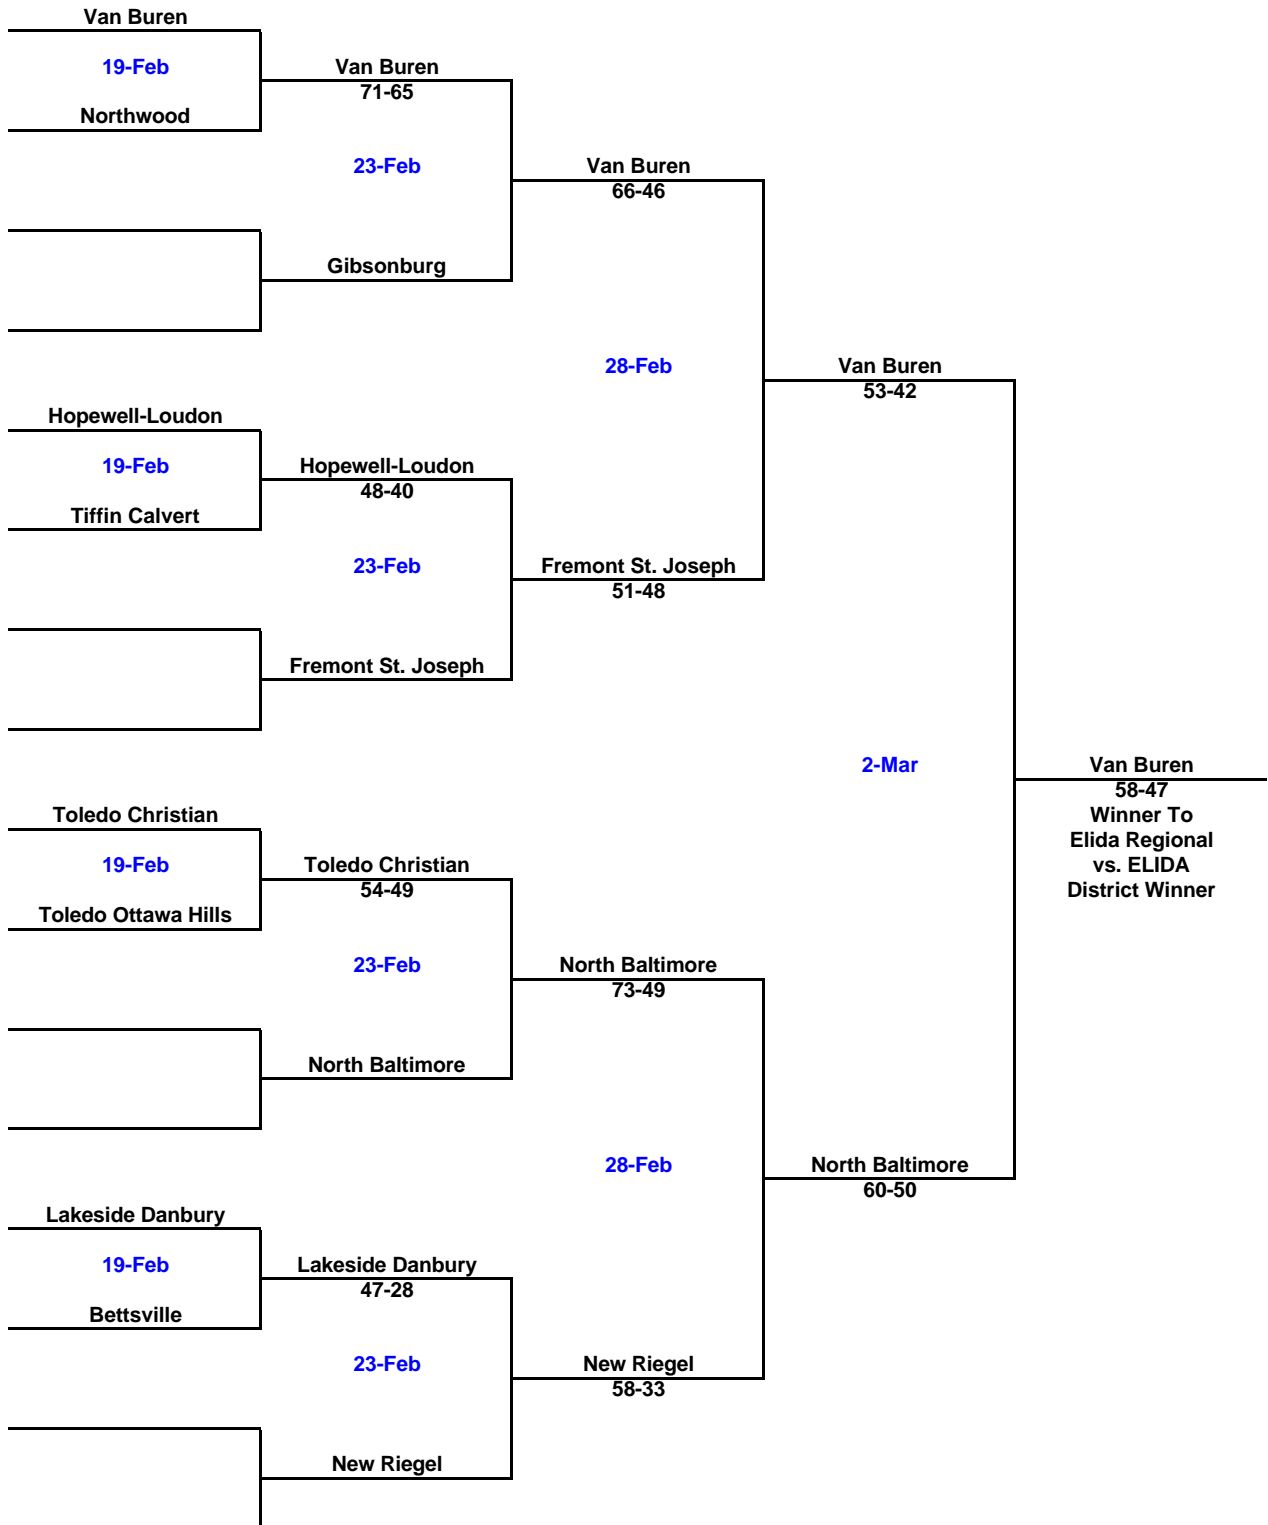 Van Buren
19-Feb
Van Buren
71-65
Northwood
23-Feb
Van Buren
66-46
Gibsonburg
28-Feb
Van Buren
53-42
Hopewell-Loudon
19-Feb
Hopewell-Loudon
48-40
Tiffin Calvert
23-Feb
Fremont St. Joseph
51-48
Fremont St. Joseph
2-Mar
Van Buren
58-47
Winner To
Elida Regional
vs. ELIDA
District Winner
Toledo Christian
19-Feb
Toledo Christian
54-49
Toledo Ottawa Hills
23-Feb
North Baltimore
73-49
North Baltimore
28-Feb
North Baltimore
60-50
Lakeside Danbury
19-Feb
Lakeside Danbury
47-28
Bettsville
23-Feb
New Riegel
58-33
New Riegel